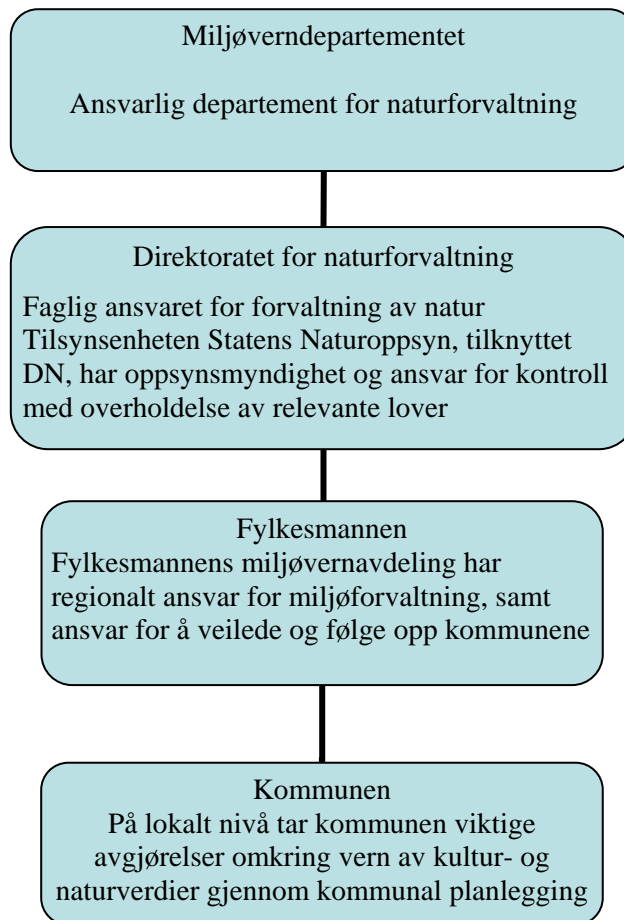 Miljøverndepartementet
Ansvarlig departement for naturforvaltning
Direktoratet for naturforvaltning
Faglig ansvaret for forvaltning av natur
Tilsynsenheten Statens Naturoppsyn, tilknyttet
DN, har oppsynsmyndighet og ansvar for kontroll
med overholdelse av relevante lover
Fylkesmannen
Fylkesmannens miljøvernavdeling har
regionalt ansvar for miljøforvaltning, samt
ansvar for å veilede og følge opp kommunene
Kommunen
På lokalt nivå tar kommunen viktige
avgjørelser omkring vern av kultur- og
naturverdier gjennom kommunal planlegging